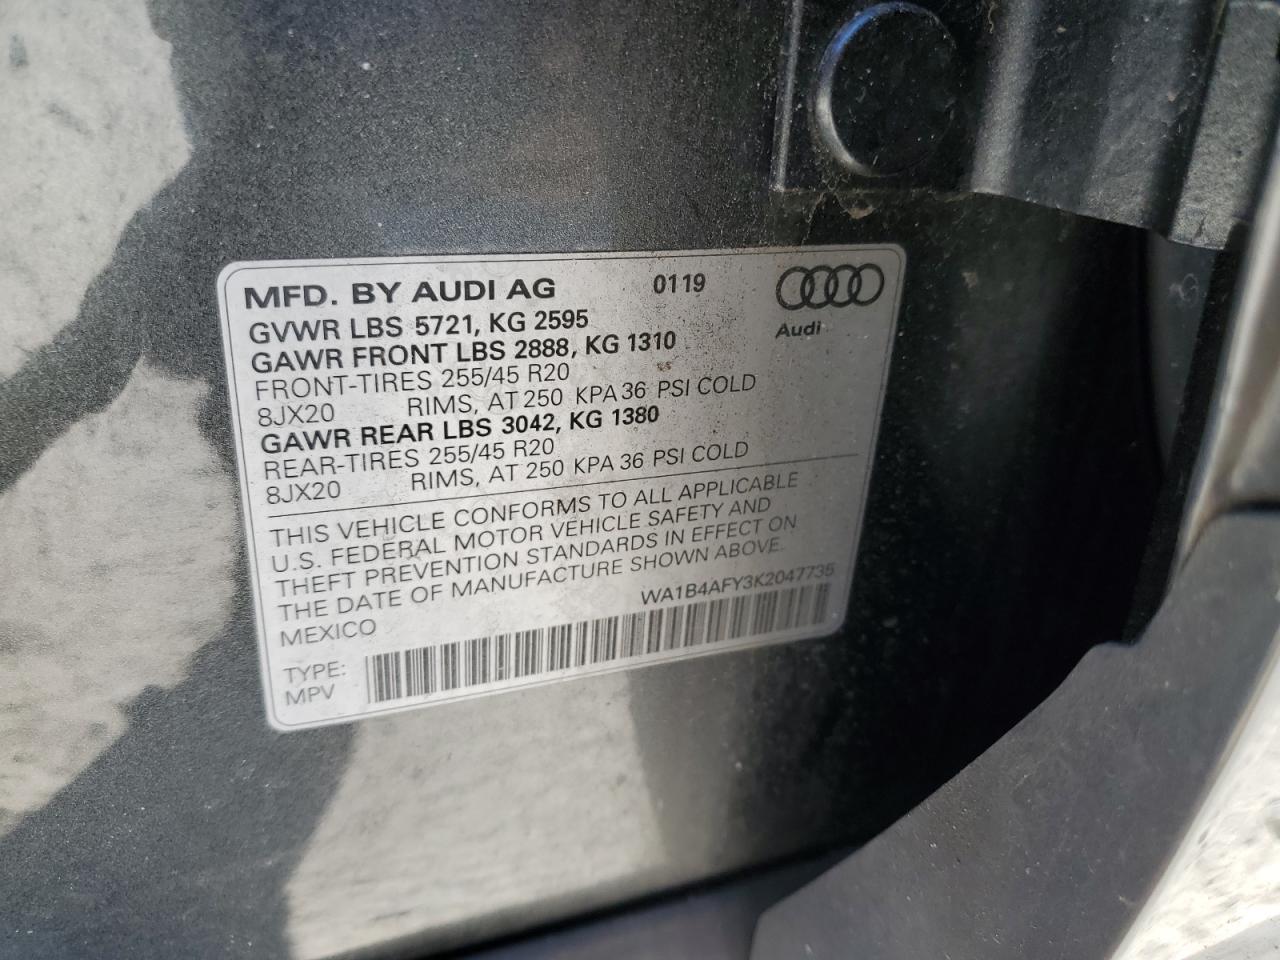 MFD. BY AUDI AG 0119
Audi
GVWR LBS 5721, KG 2595
GAWR FRONT LBS 2888, KG 1310
FRONT-TIRES 255/45 R20
8JX20 RIMS, AT 250 KPA 36 PSI COLD
GAWR REAR LBS 3042, KG 1380
REAR-TIRES 255/45 R20
8JX20 RIMS, AT 250 KPA 36 PSI COLD
THIS VEHICLE CONFORMS TO ALL APPLICABLE
U.S. FEDERAL MOTOR VEHICLE SAFETY AND
THEFT PREVENTION STANDARDS IN EFFECT ON
THE DATE OF MANUFACTURE SHOWN ABOVE.
MEXICO WA1B4AFY3K2047735
TYPE:
MPV